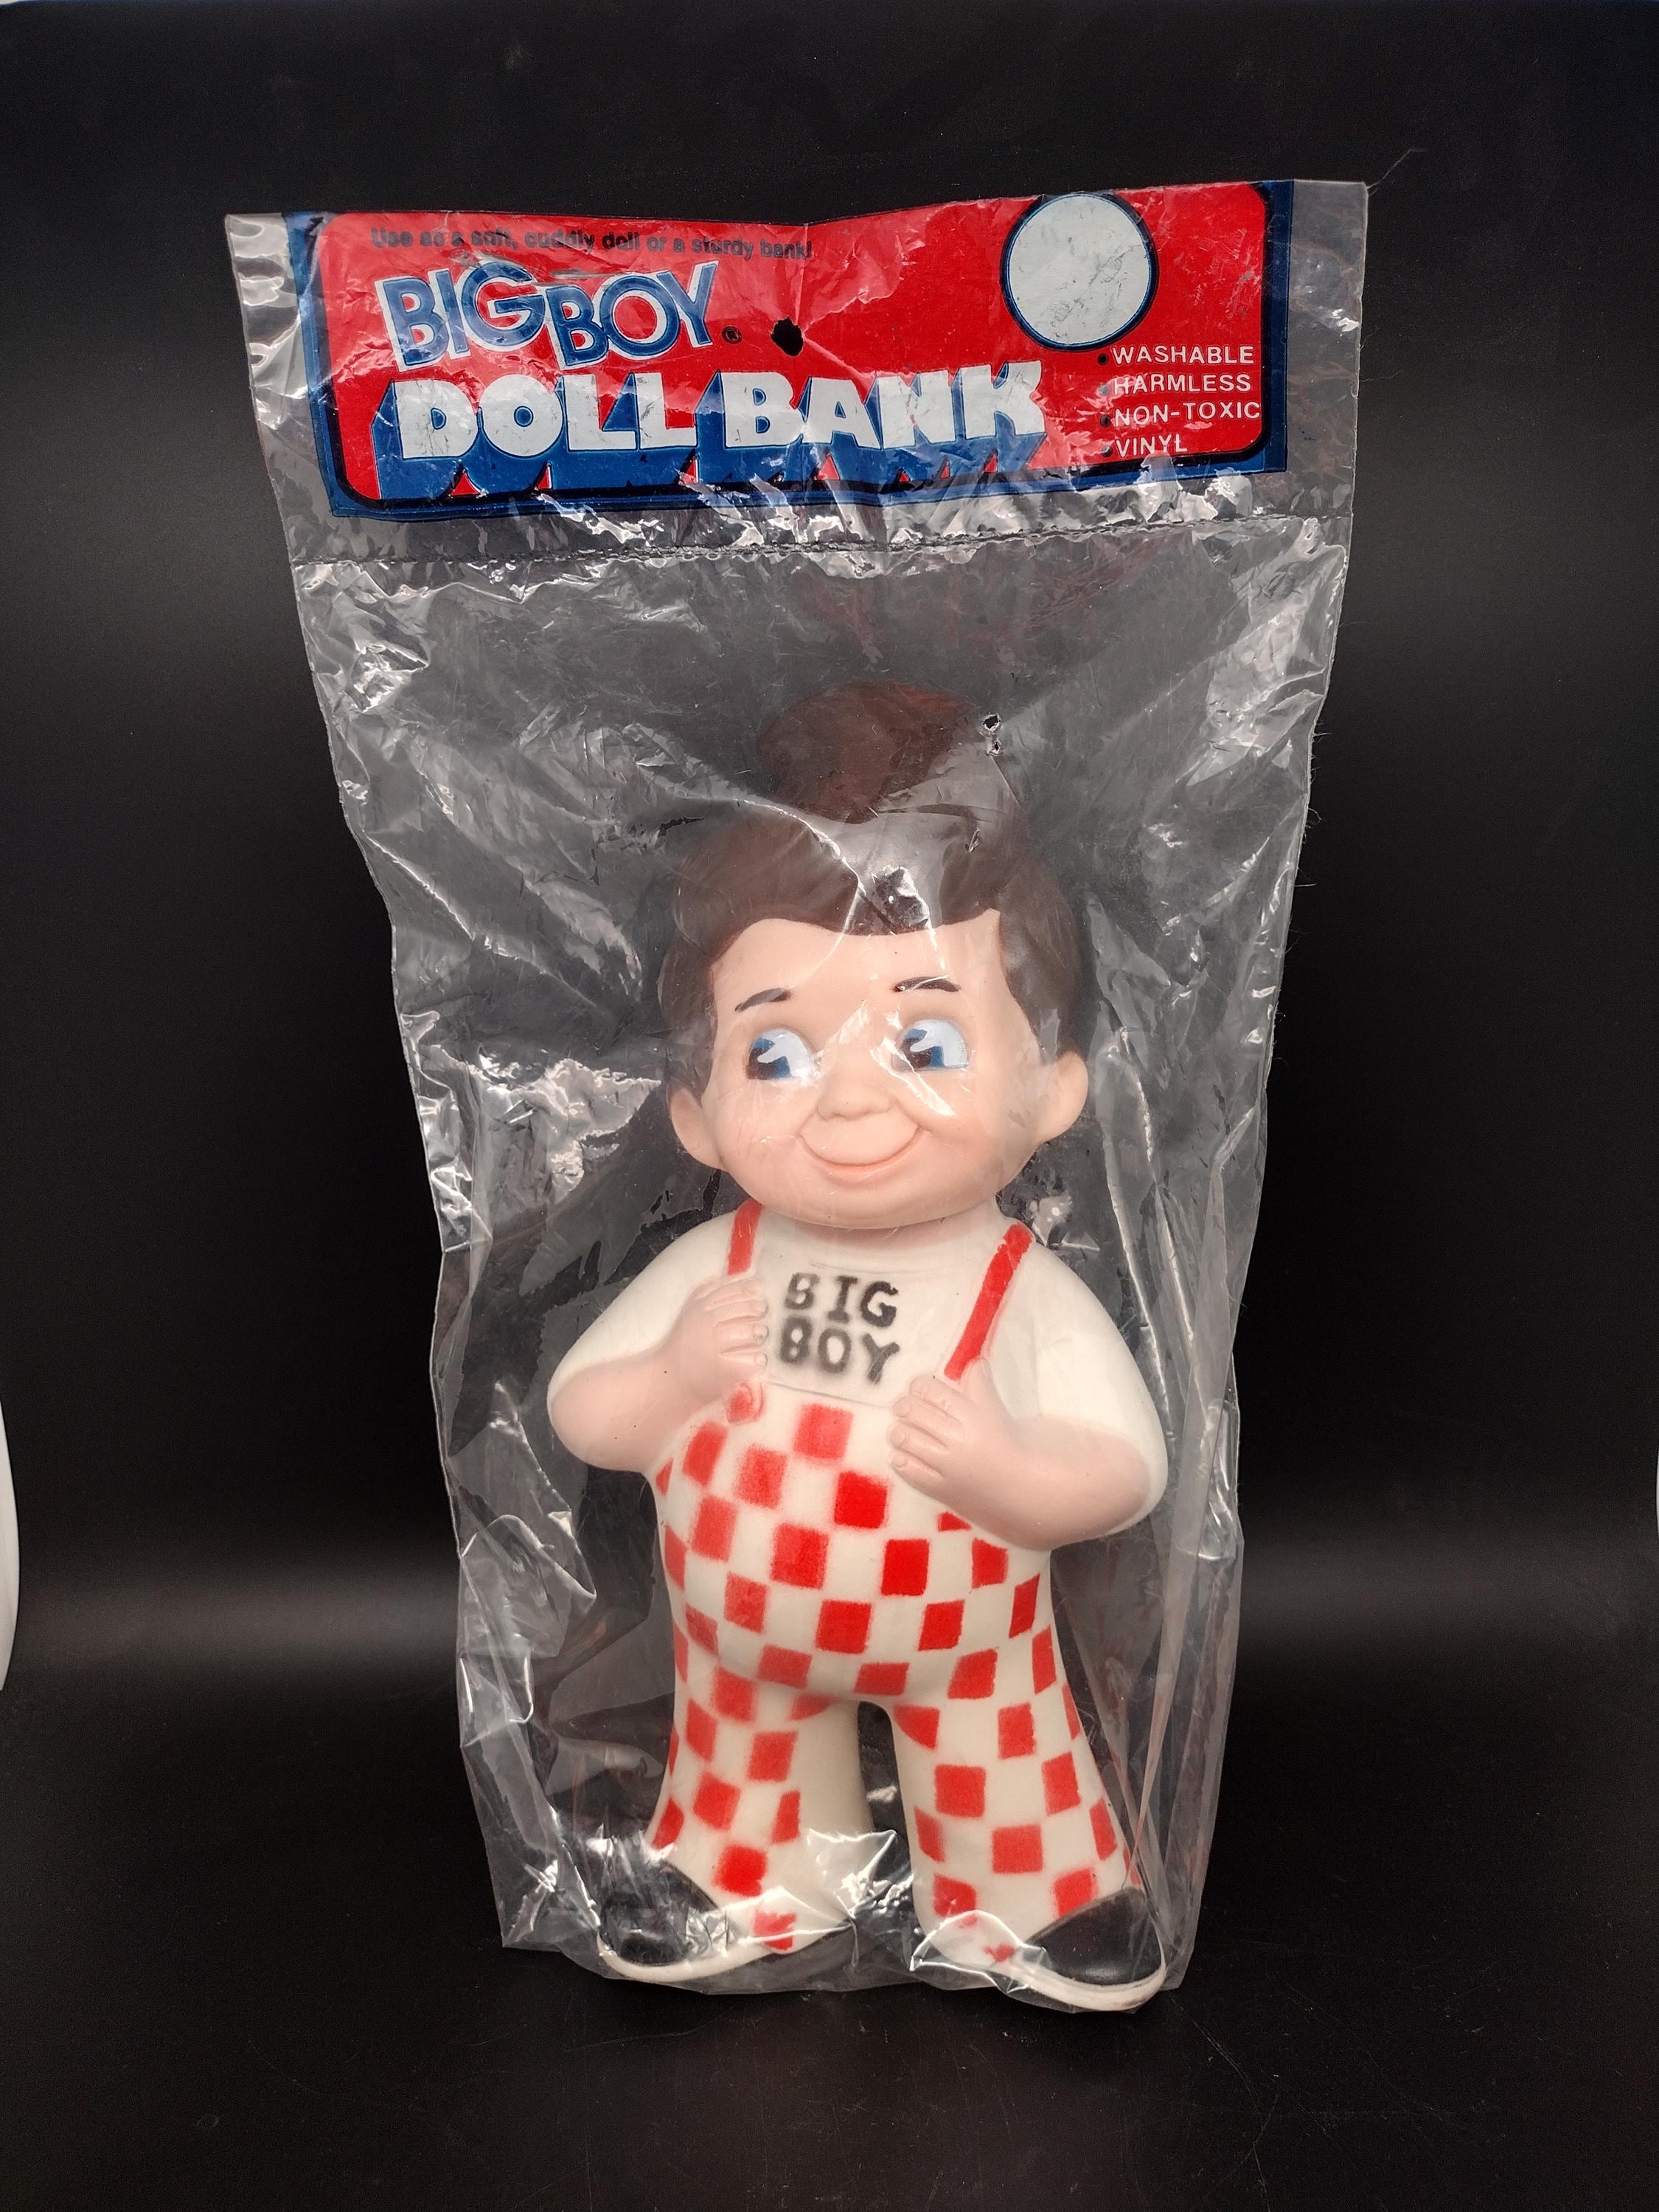 Use as a soft, cuddly doll or a sturdy bank!
BIG BOY®
DOLL BANK
• WASHABLE
• HARMLESS
• NON-TOXIC
• VINYL
BIG
BOY